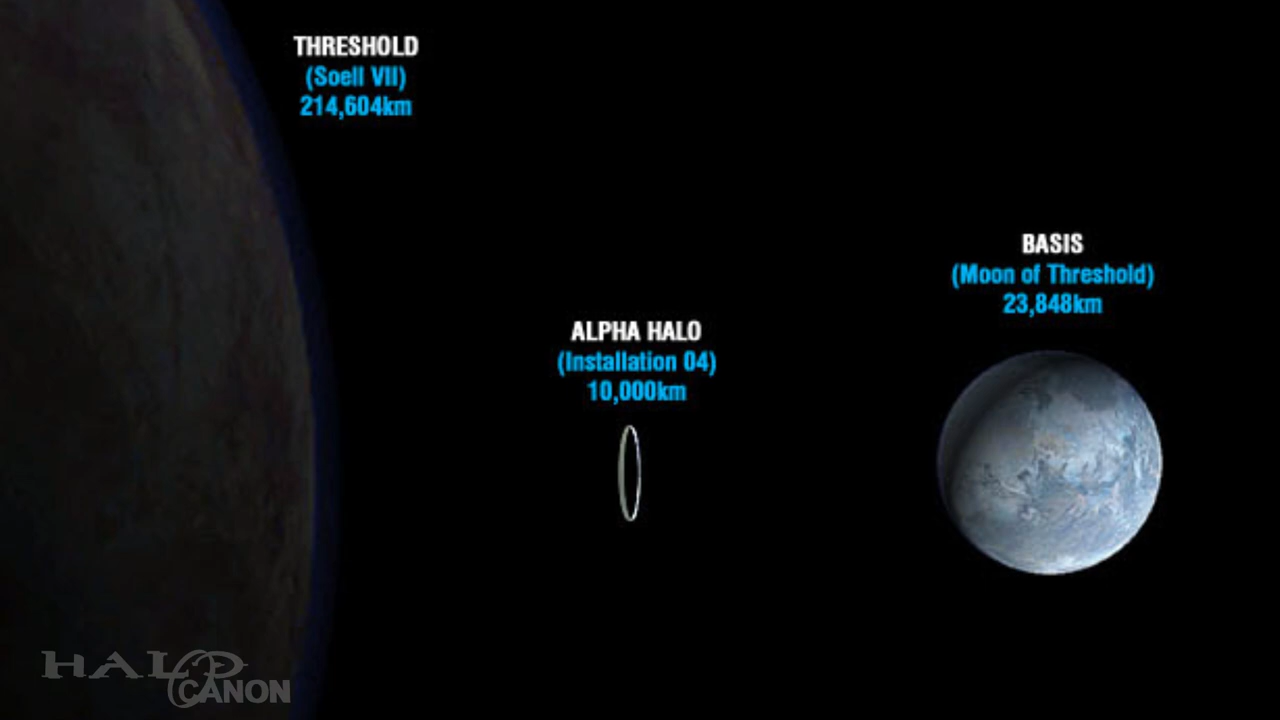 THRESHOLD
(Soell VII)
214,604km
BASIS
(Moon of Threshold)
23,848km
ALPHA HALO
(Installation 04)
10,000km
HALO
CANON